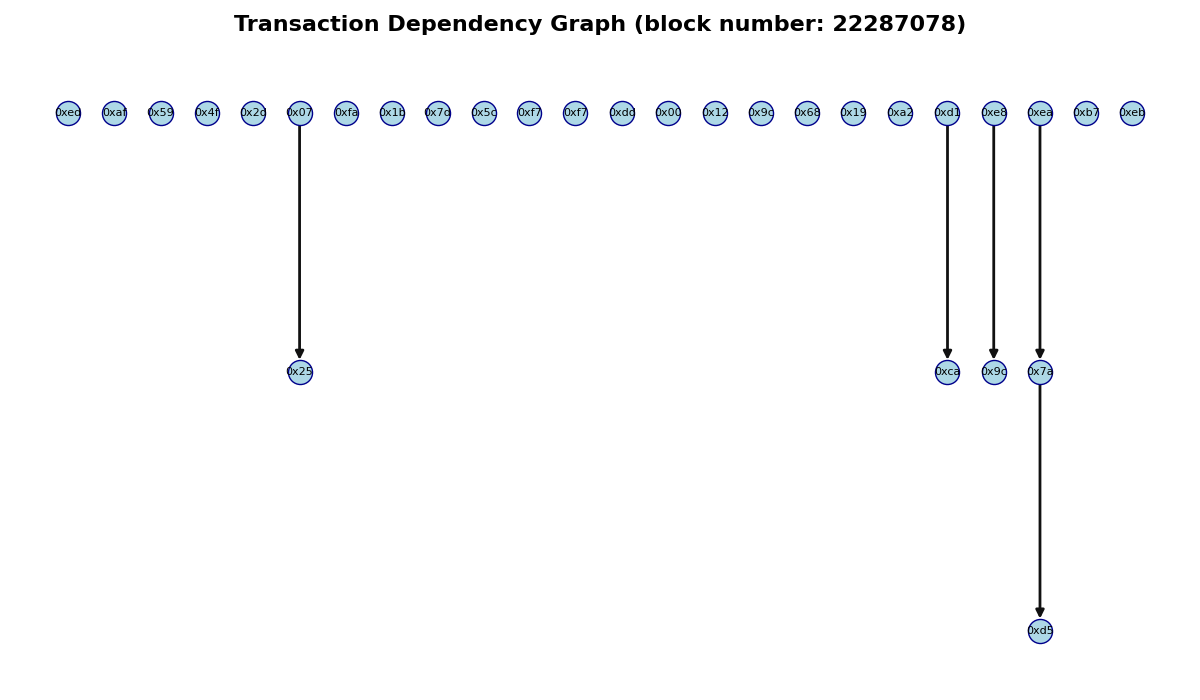 Transaction Dependency Graph (block number: 22287078)
0xed 0xaf 0x59 0x4f 0x2d 0x07 0xfa 0x1b 0x7d 0x5c 0xf7 0xf7 0xdd 0x00 0x12 0x9c 0x68 0x19 0xa2 0xd1 0xe8 0xea 0xb7 0xeb
0x25 0xca 0x9c 0x7a
0xd5